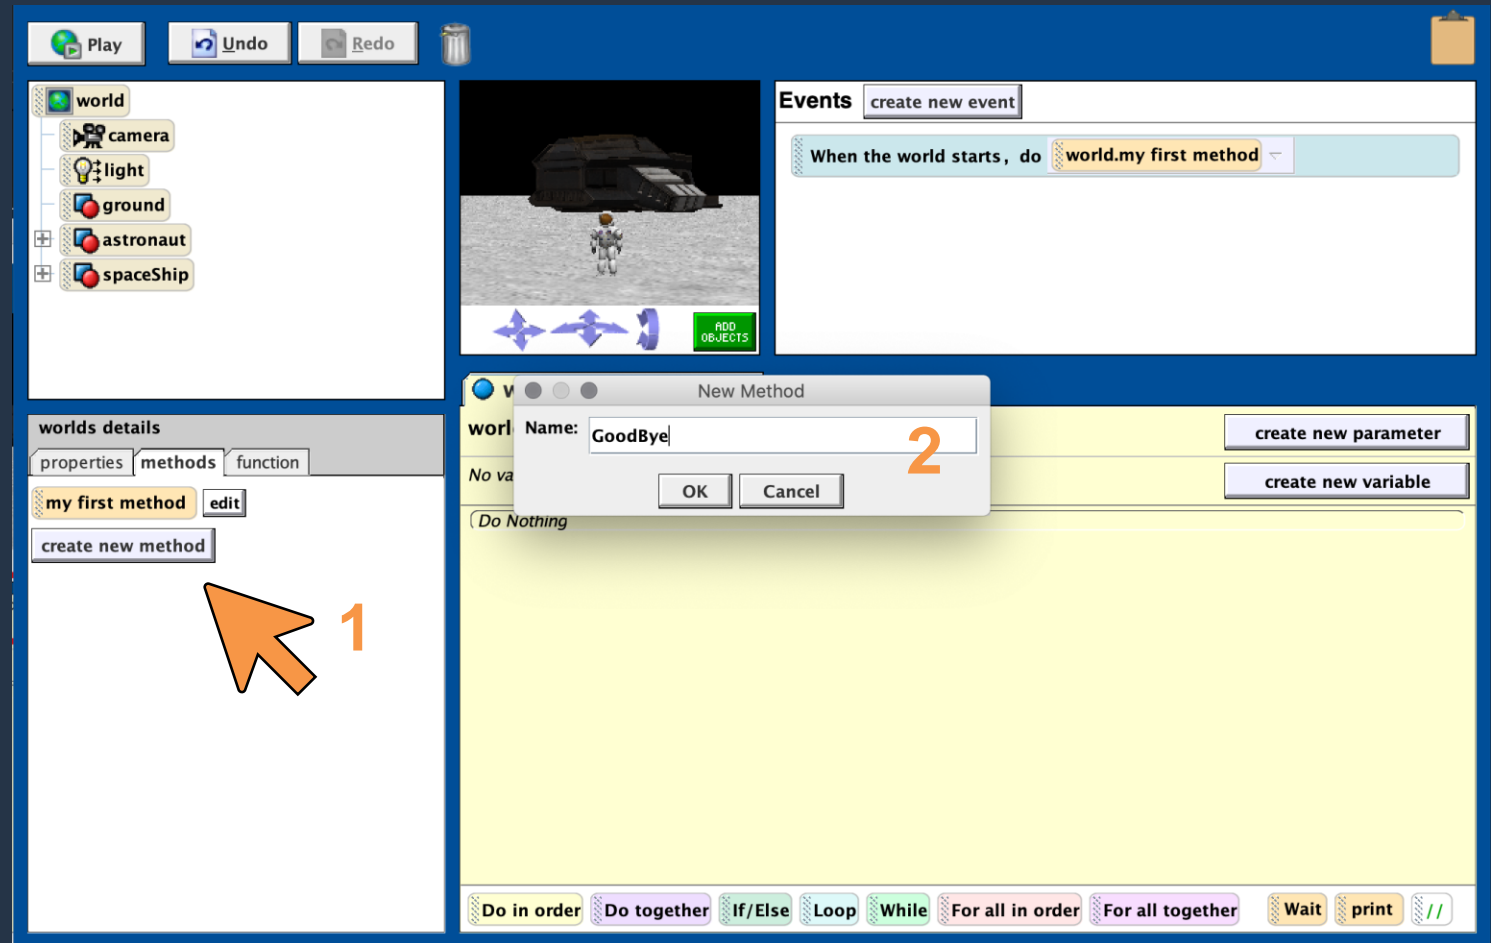 Play
Undo
Redo
world
camera
light
ground
astronaut
spaceShip
ADD
OBJECTS
Events
create new event
When the world starts, do world.my first method
worlds details
properties
methods
function
my first method
edit
create new method
1
New Method
Name:
GoodBye
2
OK
Cancel
worl
create new parameter
No va
create new variable
Do Nothing
Do in order
Do together
If/Else
Loop
While
For all in order
For all together
Wait
print
//